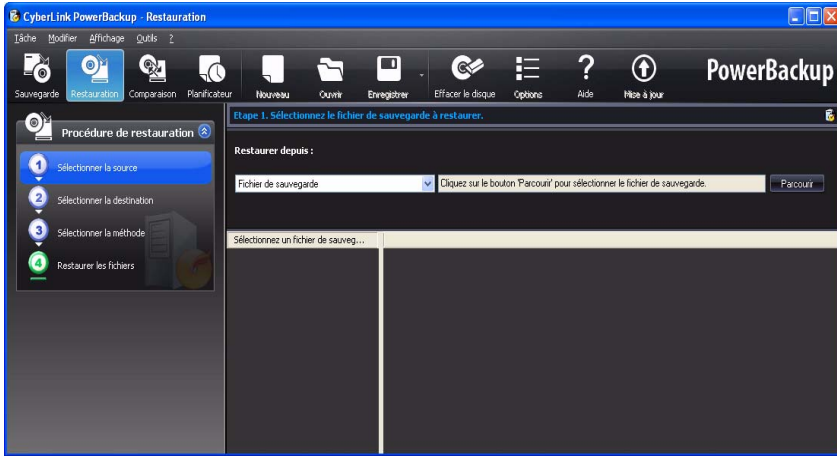 CyberLink PowerBackup - Restauration
Tâche Modifier Affichage Outils ?
Sauvegarde Restauration Comparaison Planificateur Nouveau Ouvrir Enregistrer Effacer le disque Options Aide Mise à jour PowerBackup
Procédure de restauration
Etape 1. Sélectionnez le fichier de sauvegarde à restaurer.
Restaurer depuis :
1 Sélectionner la source
Fichier de sauvegarde Cliquez sur le bouton 'Parcourir' pour sélectionner le fichier de sauvegarde. Parcourir
2 Sélectionner la destination
3 Sélectionner la méthode
Sélectionnez un fichier de sauveg...
4 Restaurer les fichiers